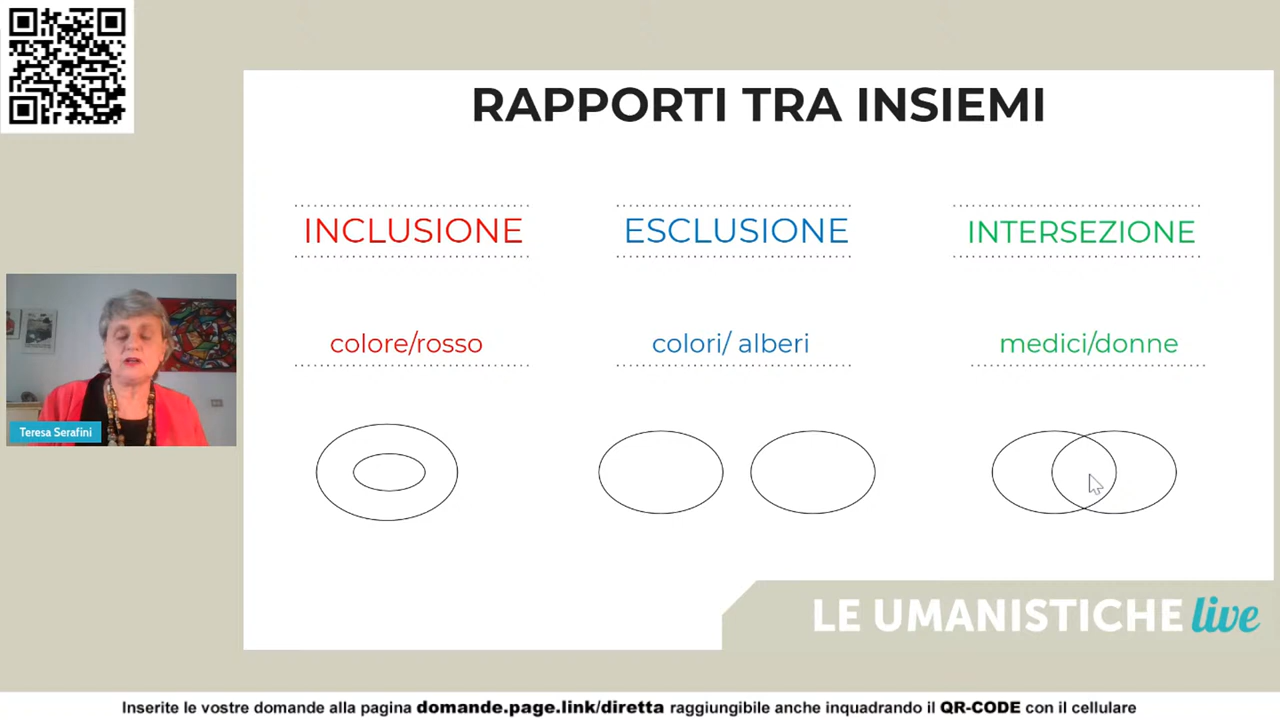 RAPPORTI TRA INSIEMI
INCLUSIONE
ESCLUSIONE
INTERSEZIONE
colore/rosso
colori/ alberi
medici/donne
Teresa Serafini
LE UMANISTICHE live
Inserite le vostre domande alla pagina domande.page.link/diretta raggiungibile anche inquadrando il QR-CODE con il cellulare